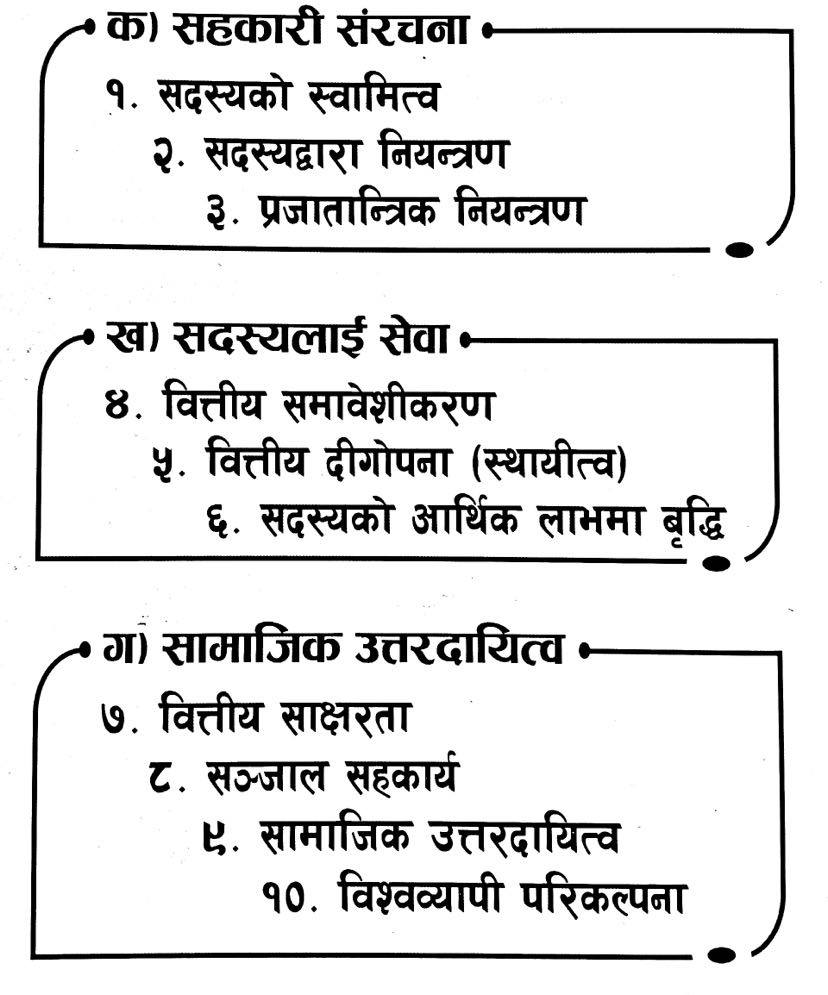 क) सहकारी संरचना
१. सदस्यको स्वामित्व
२. सदस्यद्वारा नियन्त्रण
३. प्रजातान्त्रिक नियन्त्रण
ख) सदस्यलाई सेवा
४. वित्तीय समावेशीकरण
५. वित्तीय दीगोपना (स्थायीत्व)
६. सदस्यको आर्थिक लाभमा बृद्धि
ग) सामाजिक उत्तरदायित्व
७. वित्तीय साक्षरता
८. सञ्जाल सहकार्य
९. सामाजिक उत्तरदायित्व
१०. विश्वव्यापी परिकल्पना